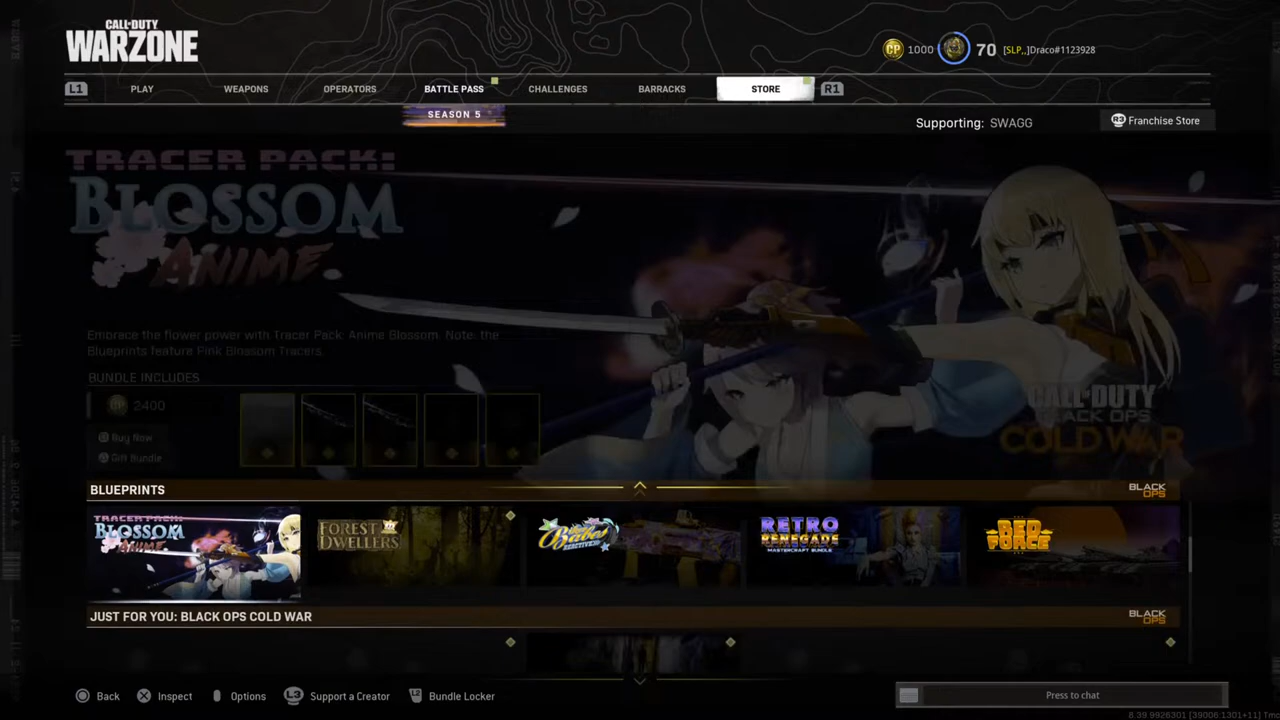 CALL·DUTY
WARZONE
CP 1000 70 [SLP,,]Draco#1123928
L1 PLAY WEAPONS OPERATORS BATTLE PASS CHALLENGES BARRACKS STORE R1
SEASON 5
Supporting: SWAGG
R3 Franchise Store
TRACER PACK:
BLOSSOM
ANIME
Embrace the flower power with Tracer Pack: Anime Blossom. Note: the
Blueprints feature Pink Blossom Tracers.
BUNDLE INCLUDES
CP 2400
Buy Now
Gift Bundle
CALL·DUTY
BLACK OPS
COLD WAR
BLUEPRINTS
BLACK
OPS
TRACER PACK:
BLOSSOM
ANIME
FOREST
DWELLERS
REACTIVE
RETRO
RENEGADE
MASTERCRAFT BUNDLE
RED
FORCE
JUST FOR YOU: BLACK OPS COLD WAR
BLACK
OPS
Back Inspect Options L3 Support a Creator L2 Bundle Locker
Press to chat